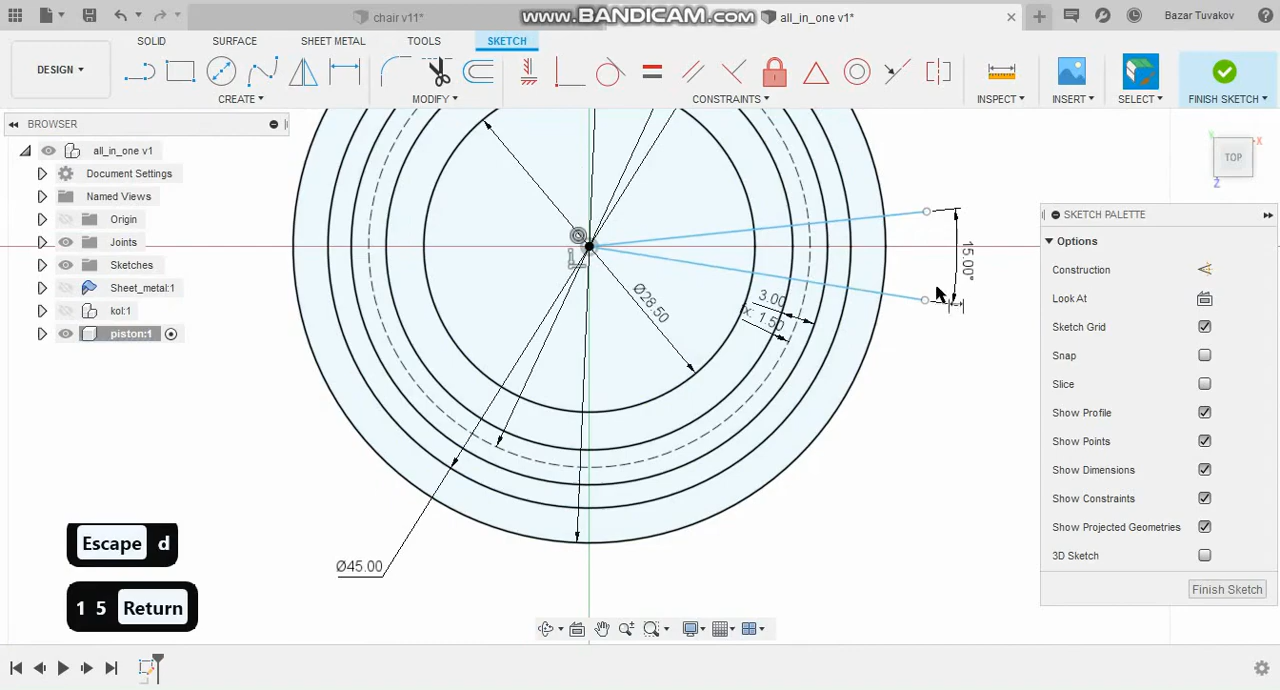 chair v11*
www.BANDICAM.com
all_in_one v1*
Bazar Tuvakov
DESIGN
SOLID
SURFACE
SHEET METAL
TOOLS
SKETCH
CREATE
MODIFY
CONSTRAINTS
INSPECT
INSERT
SELECT
FINISH SKETCH
BROWSER
all_in_one v1
Document Settings
Named Views
Origin
Joints
Sketches
Sheet_metal:1
kol:1
piston:1
TOP
X
Y
Z
15.00°
Ø28.50
3.00
fx: 1.50
Ø45.00
SKETCH PALETTE
Options
Construction
Look At
Sketch Grid
Snap
Slice
Show Profile
Show Points
Show Dimensions
Show Constraints
Show Projected Geometries
3D Sketch
Finish Sketch
Escape d
1 5 Return